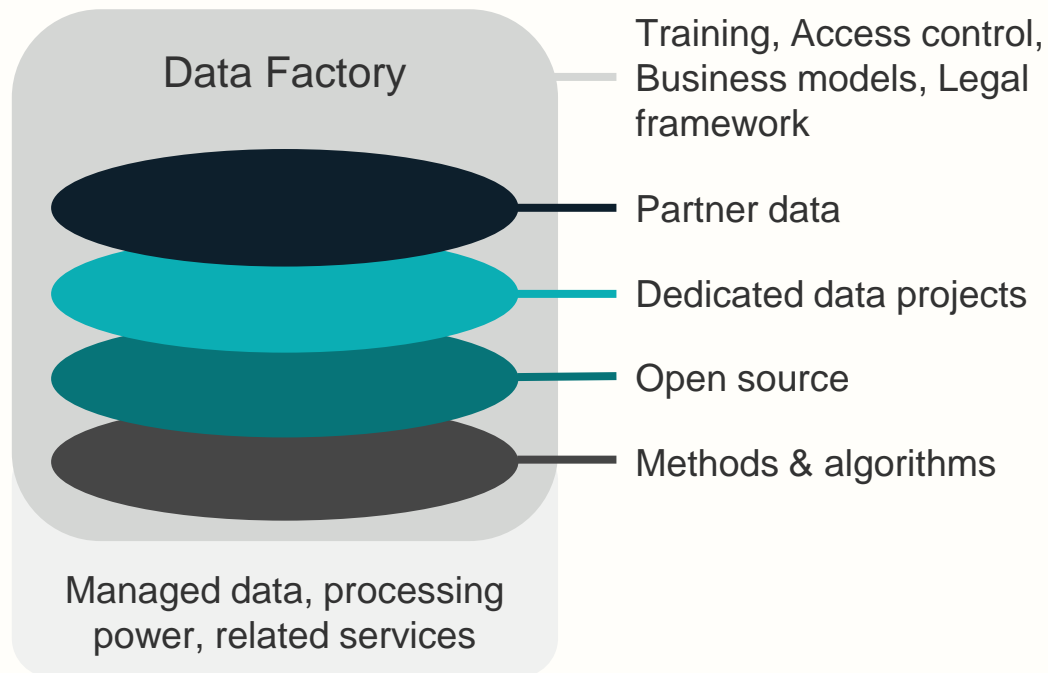 Data Factory
Training, Access control,
Business models, Legal
framework
Partner data
Dedicated data projects
Open source
Methods & algorithms
Managed data, processing
power, related services